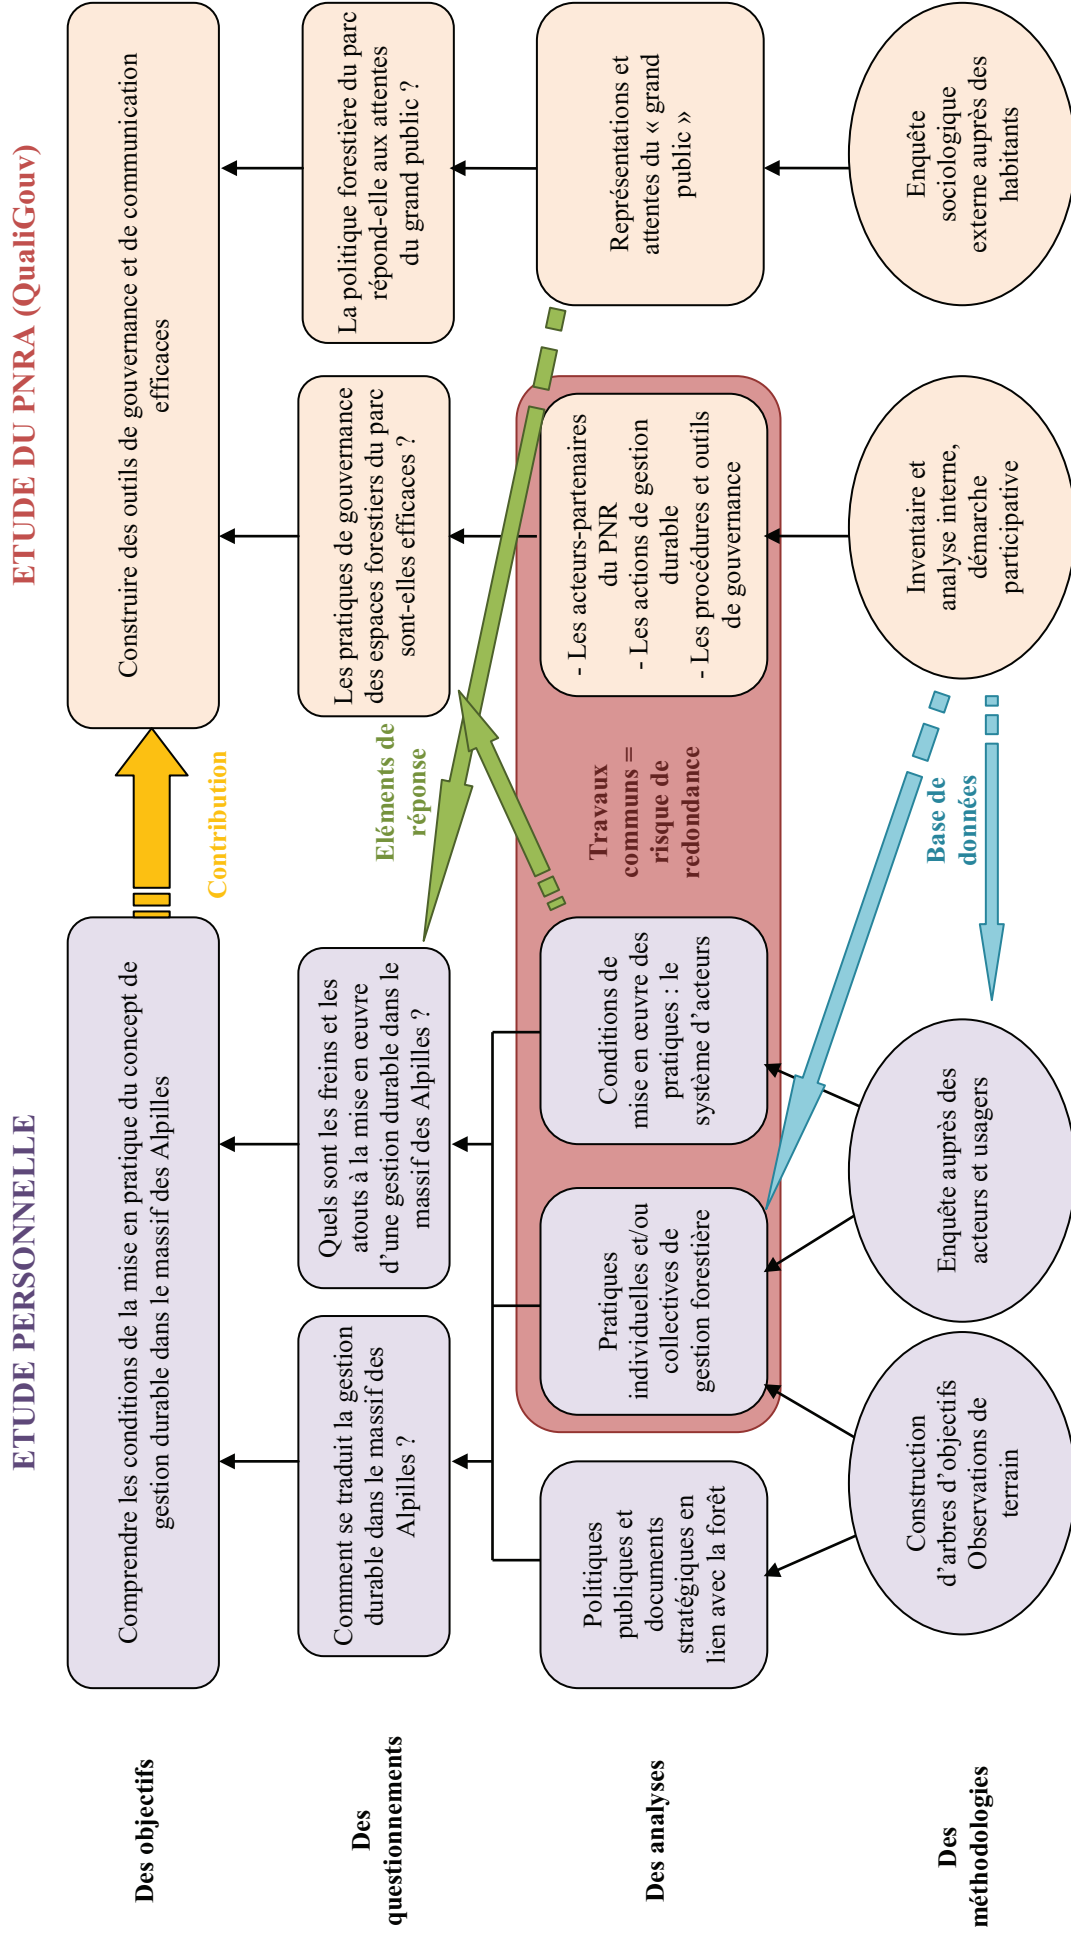 ETUDE PERSONNELLE
ETUDE DU PNRA (QualiGouv)
Des objectifs
Comprendre les conditions de la mise en pratique du concept de
gestion durable dans le massif des Alpilles
Contribution
Construire des outils de gouvernance et de communication
efficaces
Des
questionnements
Comment se traduit la gestion
durable dans le massif des
Alpilles ?
Quels sont les freins et les
atouts à la mise en œuvre
d’une gestion durable dans le
massif des Alpilles ?
Eléments de
réponse
Les pratiques de gouvernance
des espaces forestiers du parc
sont-elles efficaces ?
La politique forestière du parc
répond-elle aux attentes
du grand public ?
Des analyses
Politiques
publiques et
documents
stratégiques en
lien avec la forêt
Pratiques
individuelles et/ou
collectives de
gestion forestière
Conditions de
mise en œuvre des
pratiques : le
système d’acteurs
Travaux
communs =
risque de
redondance
- Les acteurs-partenaires
du PNR
- Les actions de gestion
durable
- Les procédures et outils
de gouvernance
Représentations et
attentes du « grand
public »
Des
méthodologies
Construction
d’arbres d’objectifs
Observations de
terrain
Enquête auprès des
acteurs et usagers
Base de
données
Inventaire et
analyse interne,
démarche
participative
Enquête
sociologique
externe auprès des
habitants